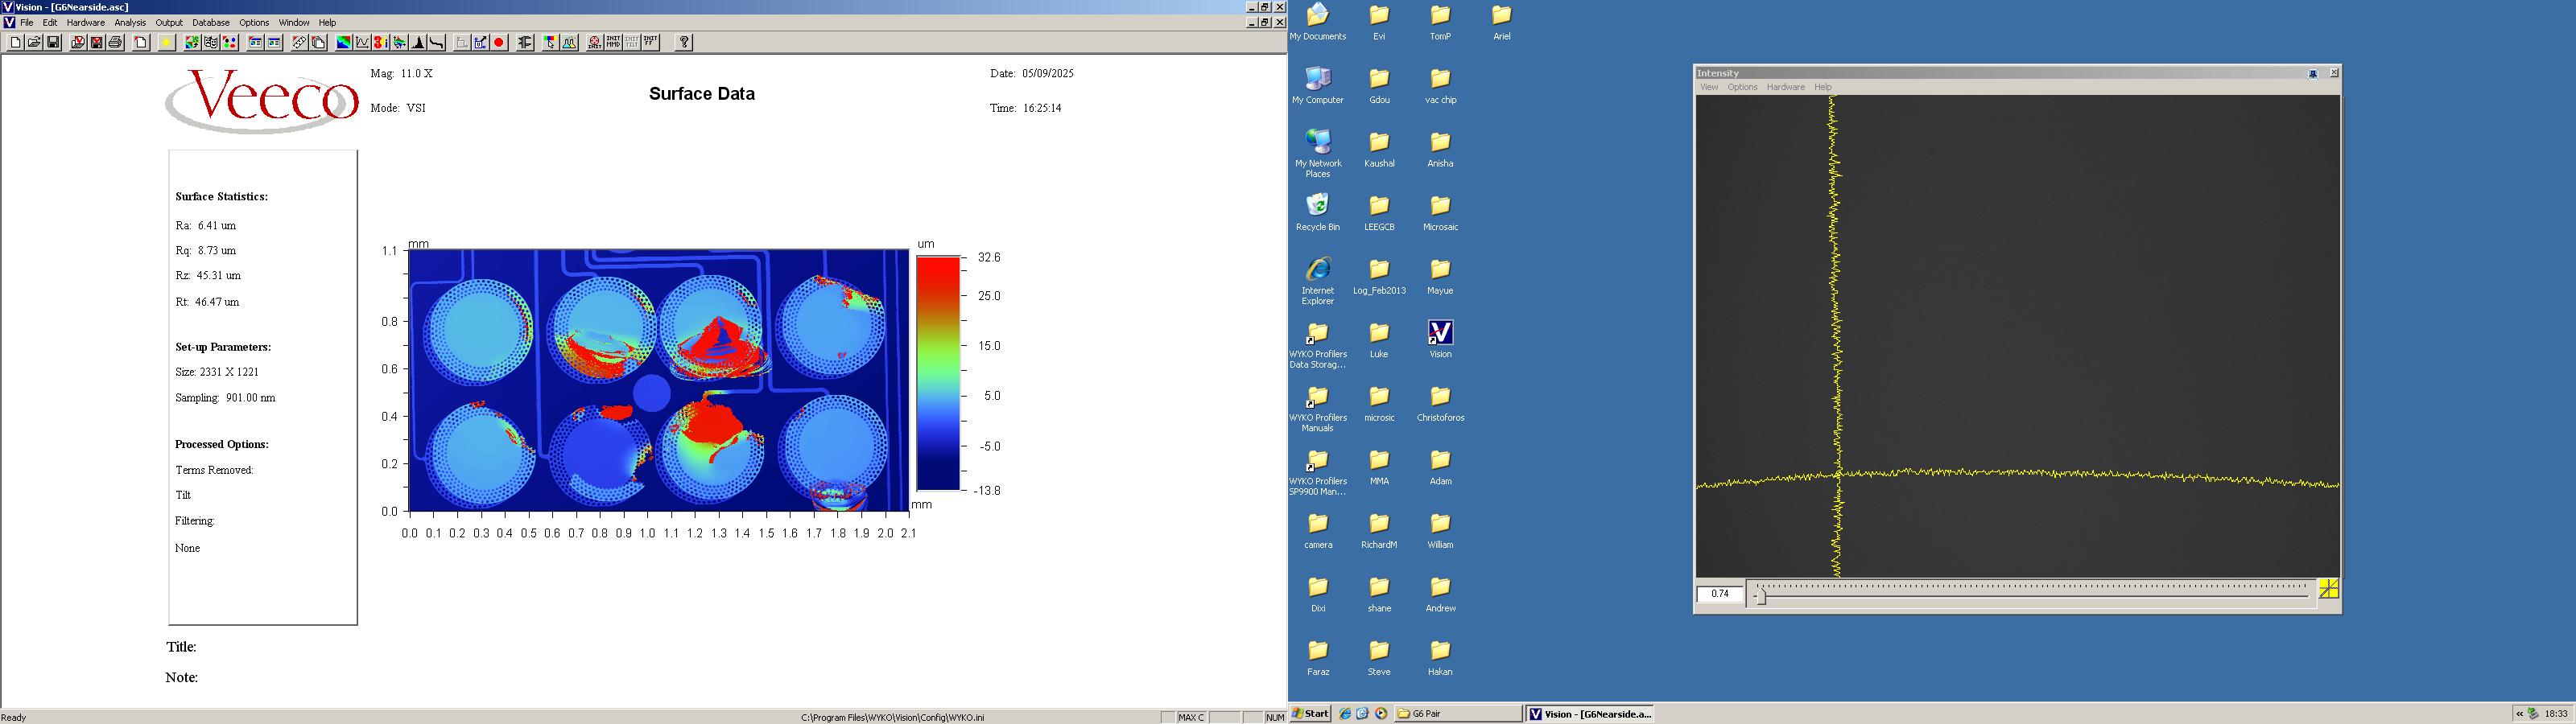 Vision - [G6Nearside.asc]
File Edit Hardware Analysis Output Database Options Window Help
INIT INIT MMD INIT TILT INIT FF ?
Veeco
Mag: 11.0 X
Mode: VSI
Surface Data
Date: 05/09/2025
Time: 16:25:14
Surface Statistics:
Ra: 6.41 um
Rq: 8.73 um
Rz: 45.31 um
Rt: 46.47 um
Set-up Parameters:
Size: 2331 X 1221
Sampling: 901.00 nm
Processed Options:
Terms Removed:
Tilt
Filtering:
None
mm
1.1
0.8
0.6
0.4
0.2
0.0
0.0 0.1 0.2 0.3 0.4 0.5 0.6 0.7 0.8 0.9 1.0 1.1 1.2 1.3 1.4 1.5 1.6 1.7 1.8 1.9 2.0 2.1
mm
um
32.6
25.0
15.0
5.0
-5.0
-13.8
Title:
Note:
Ready
C:\Program Files\WYKO\Vision\Config\WYKO.ini
MAX C
NUM
My Documents Evi TomP Ariel
My Computer Gdou vac chip
My Network Places Kaushal Anisha
Recycle Bin LEEGCB Microsaic
Internet Explorer Log_Feb2013 Mayue
WYKO Profilers Data Storag... Luke Vision
WYKO Profilers Manuals microsic Christoforos
WYKO Profilers SP9900 Man... MMA Adam
camera RichardM William
Dixi shane Andrew
Faraz Steve Hakan
Intensity
View Options Hardware Help
0.74
Start
G6 Pair
Vision - [G6Nearside.a...
18:33